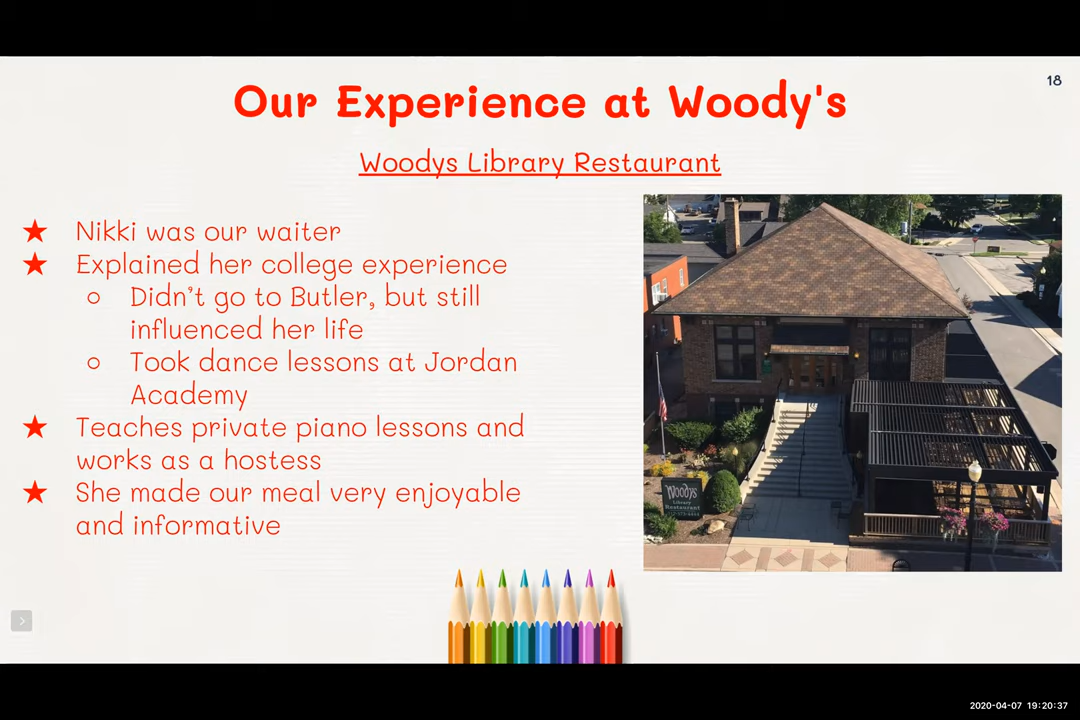 18
Our Experience at Woody's
Woodys Library Restaurant
★ Nikki was our waiter
★ Explained her college experience
○ Didn't go to Butler, but still
influenced her life
○ Took dance lessons at Jordan
Academy
★ Teaches private piano lessons and
works as a hostess
★ She made our meal very enjoyable
and informative
Woodys
Library
Restaurant
2020-04-07 19:20:37